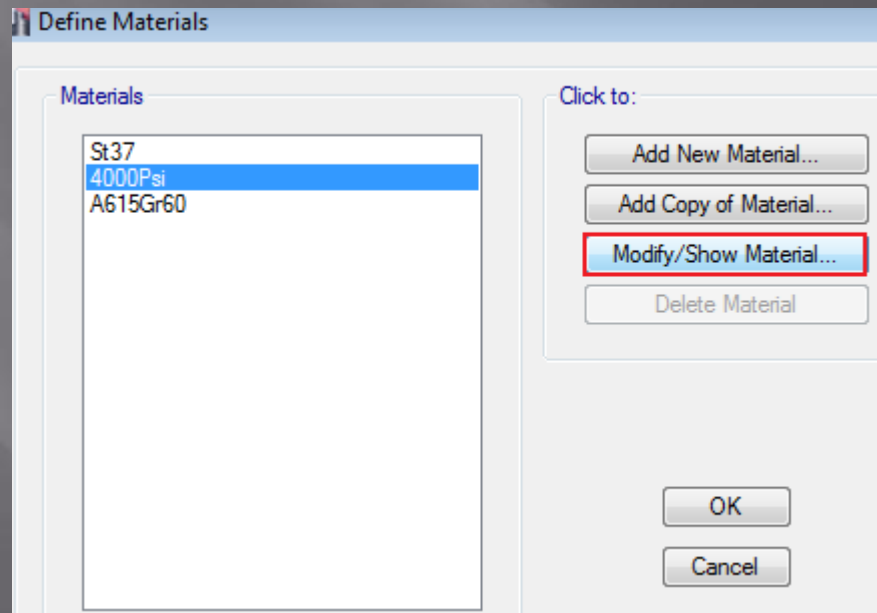 Define Materials
Materials
St37
4000Psi
A615Gr60
Click to:
Add New Material...
Add Copy of Material...
Modify/Show Material...
Delete Material
OK
Cancel